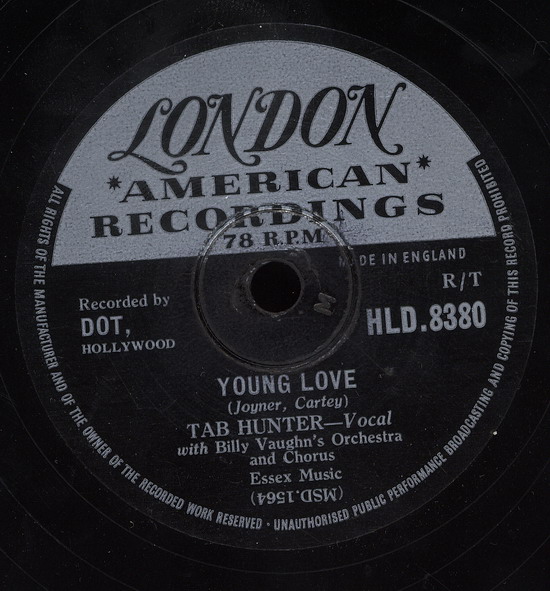 LONDON
*AMERICAN*
RECORDINGS
78 R.P.M
MADE IN ENGLAND
Recorded by
DOT,
HOLLYWOOD
R/T
HLD.8380
M
YOUNG LOVE
(Joyner, Cartey)
TAB HUNTER—Vocal
with Billy Vaughn's Orchestra
and Chorus
Essex Music
(MSD.1564)
ALL RIGHTS OF THE MANUFACTURER AND OF THE OWNER OF THE RECORDED WORK RESERVED · UNAUTHORISED PUBLIC PERFORMANCE BROADCASTING AND COPYING OF THIS RECORD PROHIBITED